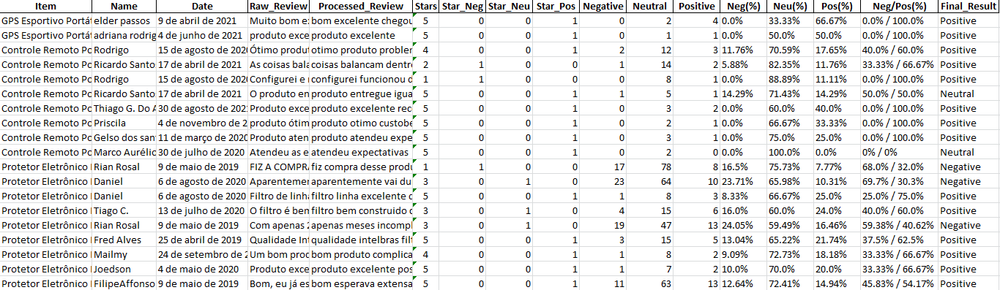 Item Name Date Raw_Review Processed_Review Stars Star_Neg Star_Neu Star_Pos Negative Neutral Positive Neg(%) Neu(%) Pos(%) Neg/Pos(%) Final_Result
GPS Esportivo Portát elder passos 9 de abril de 2021 Muito bom ex bom excelente chegou 5 0 0 1 0 2 4 0.0% 33.33% 66.67% 0.0% / 100.0% Positive
GPS Esportivo Portát adriana rodrig 4 de junho de 2021 produto exce produto excelente 5 0 0 1 0 1 1 0.0% 50.0% 50.0% 0.0% / 100.0% Positive
Controle Remoto Po Rodrigo 15 de agosto de 2020 Ótimo produt otimo produto problem 4 0 0 1 2 12 3 11.76% 70.59% 17.65% 40.0% / 60.0% Positive
Controle Remoto Po Ricardo Santo 17 de abril de 2021 As coisas bala coisas balancam dentro 2 1 0 0 1 14 2 5.88% 82.35% 11.76% 33.33% / 66.67% Positive
Controle Remoto Po Rodrigo 15 de agosto de 2020 Configurei e configurei funcionou d 1 1 0 0 0 8 1 0.0% 88.89% 11.11% 0.0% / 100.0% Positive
Controle Remoto Po Ricardo Santo 17 de abril de 2021 O produto en produto entregue igua 5 0 0 1 1 5 1 14.29% 71.43% 14.29% 50.0% / 50.0% Neutral
Controle Remoto Po Thiago G. Do A 30 de agosto de 202 Produto exce produto excelente rec 5 0 0 1 0 3 2 0.0% 60.0% 40.0% 0.0% / 100.0% Positive
Controle Remoto Po Priscila 4 de novembro de 2 produto ótim produto otimo custobe 5 0 0 1 0 2 1 0.0% 66.67% 33.33% 0.0% / 100.0% Positive
Controle Remoto Po Gelso dos sant 11 de março de 2020 Produto aten produto atendeu expe 5 0 0 1 0 3 1 0.0% 75.0% 25.0% 0.0% / 100.0% Positive
Controle Remoto Po Marco Aurélio 30 de julho de 2020 Atendeu as e atendeu expectativas 5 0 0 1 0 2 0 0.0% 100.0% 0.0% 0% / 0% Neutral
Protetor Eletrônico Rian Rosal 9 de maio de 2019 FIZ A COMPRA fiz compra desse produ 1 1 0 0 17 78 8 16.5% 75.73% 7.77% 68.0% / 32.0% Negative
Protetor Eletrônico Daniel 6 de agosto de 2020 Aparentemen aparentemente vai du 3 0 1 0 23 64 10 23.71% 65.98% 10.31% 69.7% / 30.3% Negative
Protetor Eletrônico Daniel 6 de agosto de 2020 Filtro de linha filtro linha excelente c 5 0 0 1 1 8 3 8.33% 66.67% 25.0% 25.0% / 75.0% Positive
Protetor Eletrônico Tiago C. 13 de julho de 2020 O filtro é ben filtro bem construido d 3 0 1 0 4 15 6 16.0% 60.0% 24.0% 40.0% / 60.0% Positive
Protetor Eletrônico Rian Rosal 9 de maio de 2019 Com apenas 2 apenas meses incompl 3 0 1 0 19 47 13 24.05% 59.49% 16.46% 59.38% / 40.62% Negative
Protetor Eletrônico Fred Alves 25 de abril de 2019 Qualidade Int qualidade intelbras filt 5 0 0 1 3 15 5 13.04% 65.22% 21.74% 37.5% / 62.5% Positive
Protetor Eletrônico Mailmy 24 de setembro de 2 Um bom prod bom produto complica 4 0 0 1 1 8 2 9.09% 72.73% 18.18% 33.33% / 66.67% Positive
Protetor Eletrônico Joedson 4 de maio de 2020 Produto exce produto excelente pos 5 0 0 1 1 7 2 10.0% 70.0% 20.0% 33.33% / 66.67% Positive
Protetor Eletrônico FilipeAffonso 9 de maio de 2019 Bom, eu já es bom esperava extensa 5 0 0 1 11 63 13 12.64% 72.41% 14.94% 45.83% / 54.17% Positive